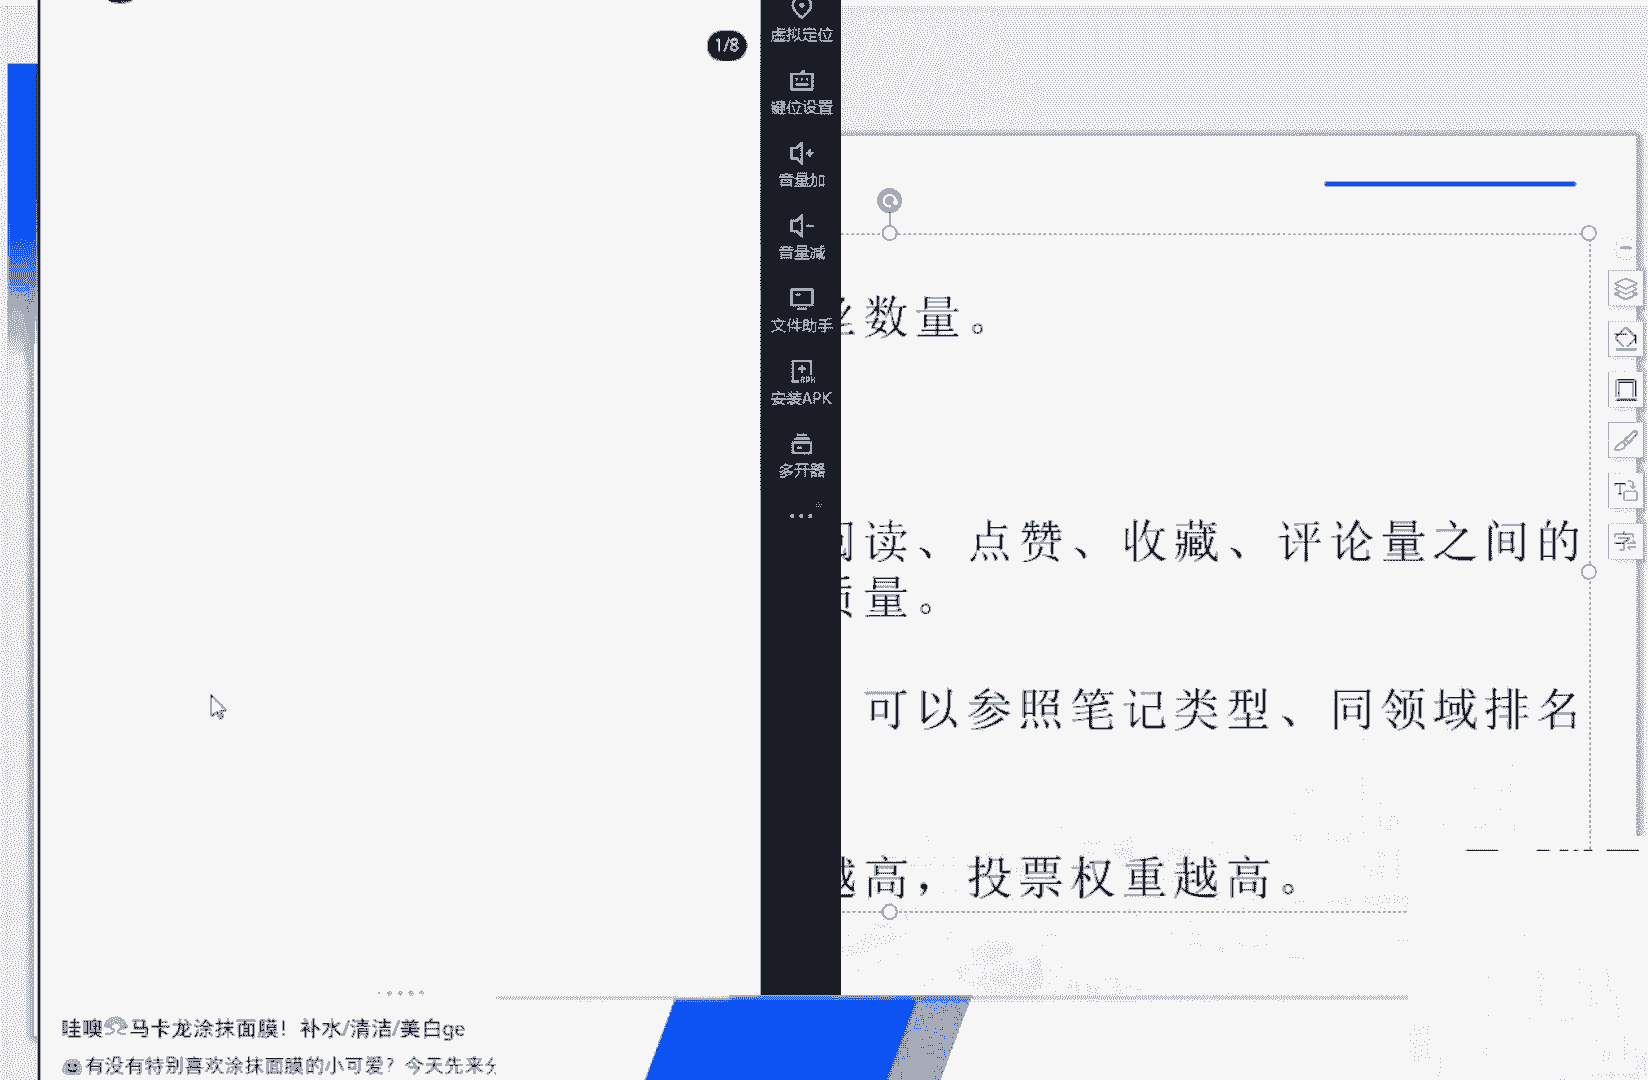 1/8
虚拟定位
键位设置
音量加
音量减
文件助手
安装APK
多开器
数量。
读、点赞、收藏、评论量之间的
质量。
可以参照笔记类型、同领域排名
越高，投票权重越高。
哇噢马卡龙涂抹面膜！补水/清洁/美白ge
有没有特别喜欢涂抹面膜的小可爱？今天先来分